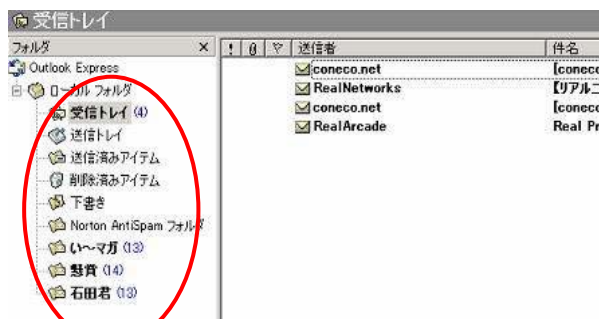 受信トレイ
フォルダ × ! 0 送信者 件名
Outlook Express
ローカル フォルダ
受信トレイ (4)
送信トレイ
送信済みアイテム
削除済みアイテム
下書き
Norton AntiSpam フォルダ
い～マガ (13)
懸賞 (14)
石田君 (13)
coneco.net [coneco
RealNetworks 【リアルニ
coneco.net [coneco
RealArcade Real Pr